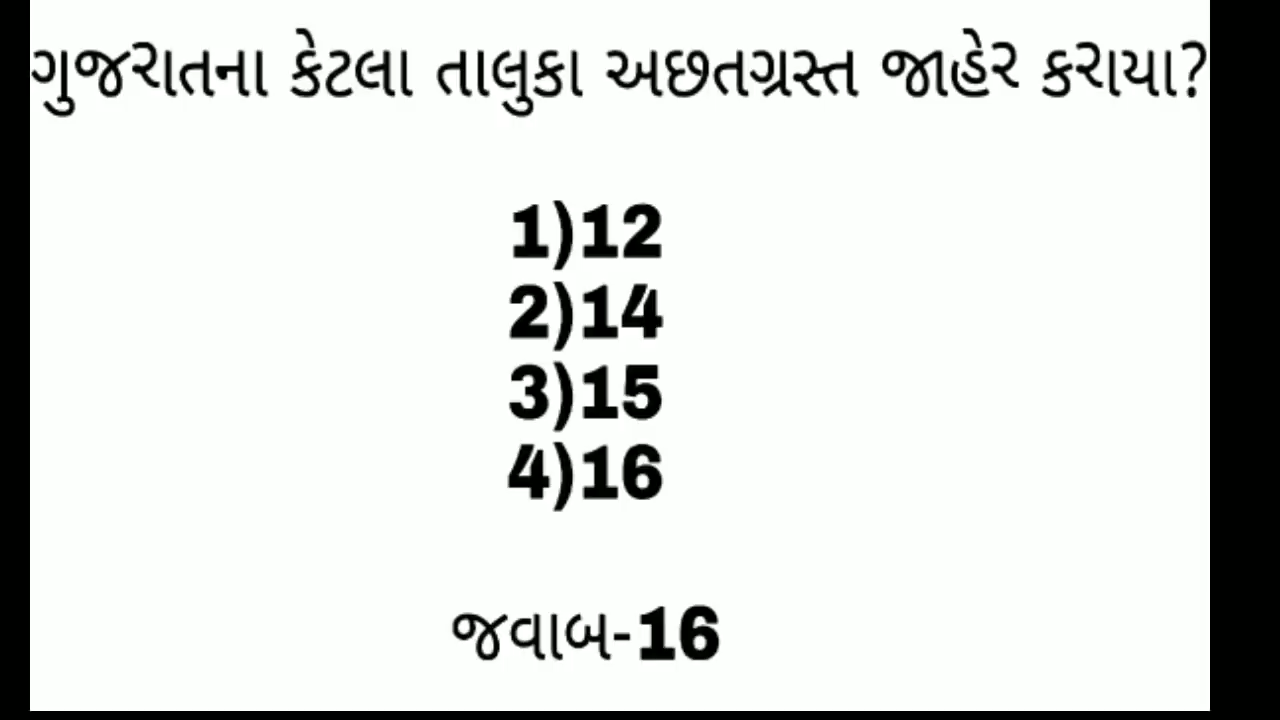 ગુજરાતના કેટલા તાલુકા અછતગ્રસ્ત જાહેર કરાયા?
1)12
2)14
3)15
4)16
જવાબ-16